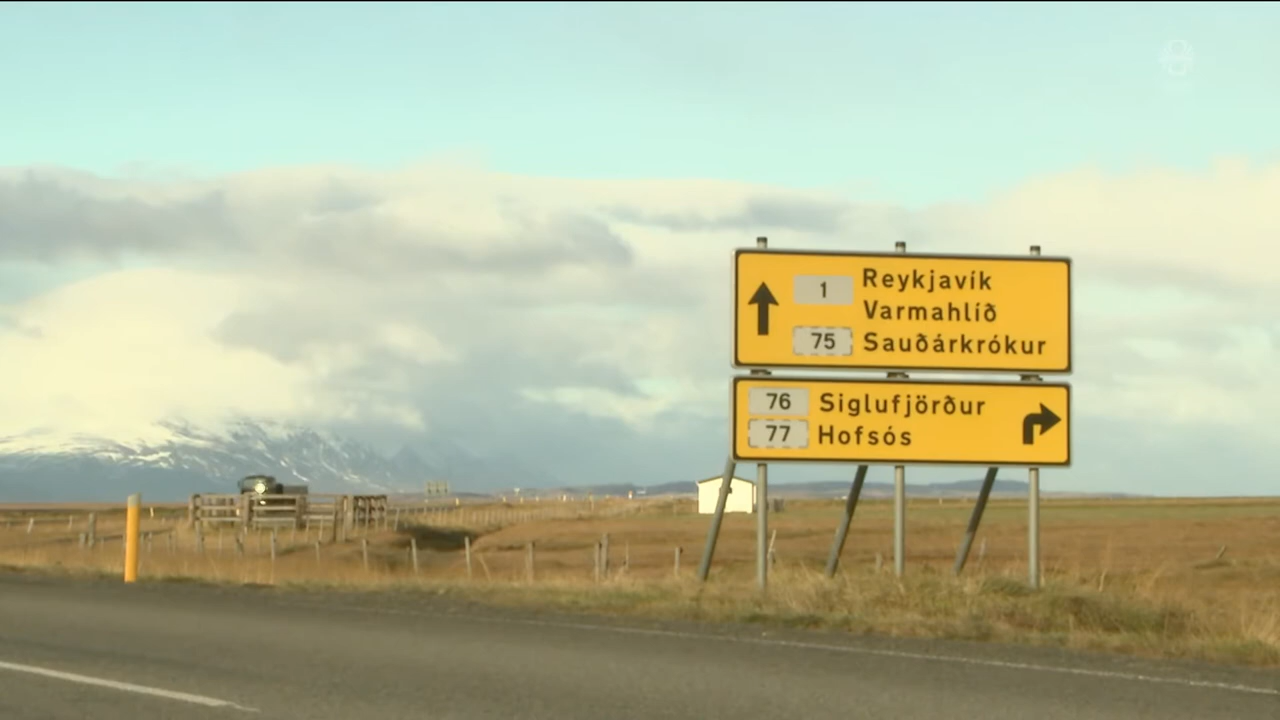 1 Reykjavík
Varmahlíð
75 Sauðárkrókur
76 Siglufjörður
77 Hofsós